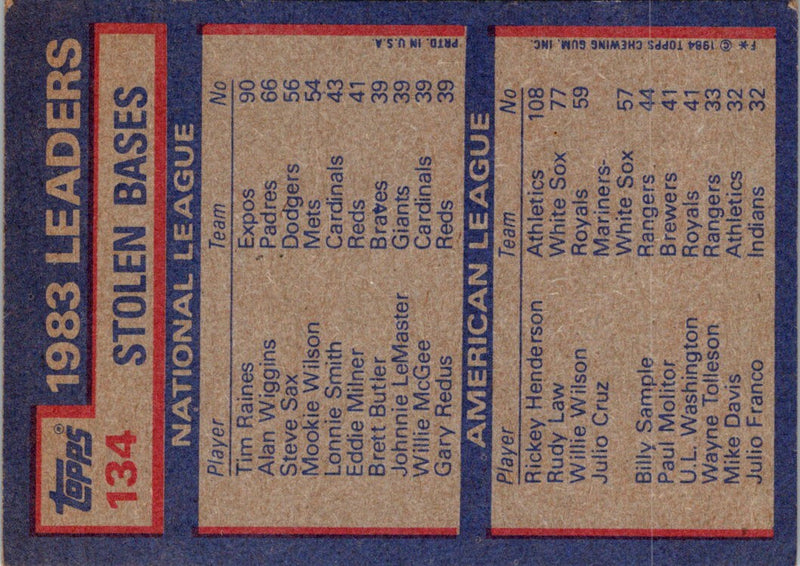 1983 LEADERS
topps®
134
STOLEN BASES
NATIONAL LEAGUE
Player Team No
Tim Raines Expos 90
Alan Wiggins Padres 66
Steve Sax Dodgers 56
Mookie Wilson Mets 54
Lonnie Smith Cardinals 43
Eddie Milner Reds 41
Brett Butler Braves 39
Johnnie LeMaster Giants 39
Willie McGee Cardinals 39
Gary Redus Reds 39
PRTD. IN U.S.A
AMERICAN LEAGUE
Player Team No
Rickey Henderson Athletics 108
Rudy Law White Sox 77
Willie Wilson Royals 59
Julio Cruz Mariners-
White Sox 57
Billy Sample Rangers 44
Paul Molitor Brewers 41
U.L. Washington Royals 41
Wayne Tolleson Rangers 33
Mike Davis Athletics 32
Julio Franco Indians 32
F* © 1984 TOPPS CHEWING GUM, INC.